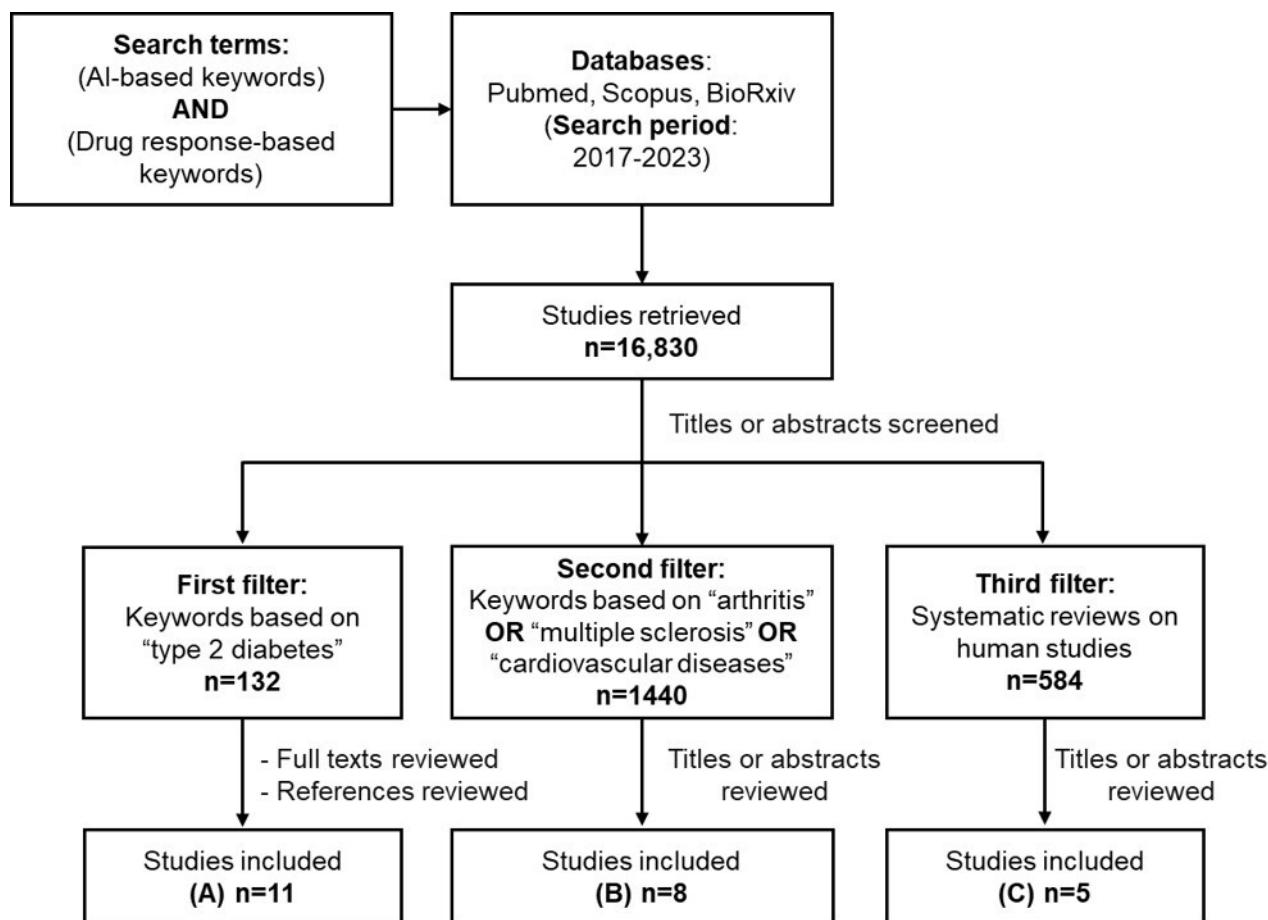 Search terms:
(AI-based keywords)
AND
(Drug response-based
keywords)
Databases:
Pubmed, Scopus, BioRxiv
(Search period:
2017-2023)
Studies retrieved
n=16,830
Titles or abstracts screened
First filter:
Keywords based on
“type 2 diabetes”
n=132
Second filter:
Keywords based on “arthritis”
OR “multiple sclerosis” OR
“cardiovascular diseases”
n=1440
Third filter:
Systematic reviews on
human studies
n=584
- Full texts reviewed
- References reviewed
Titles or abstracts
reviewed
Titles or abstracts
reviewed
Studies included
(A) n=11
Studies included
(B) n=8
Studies included
(C) n=5